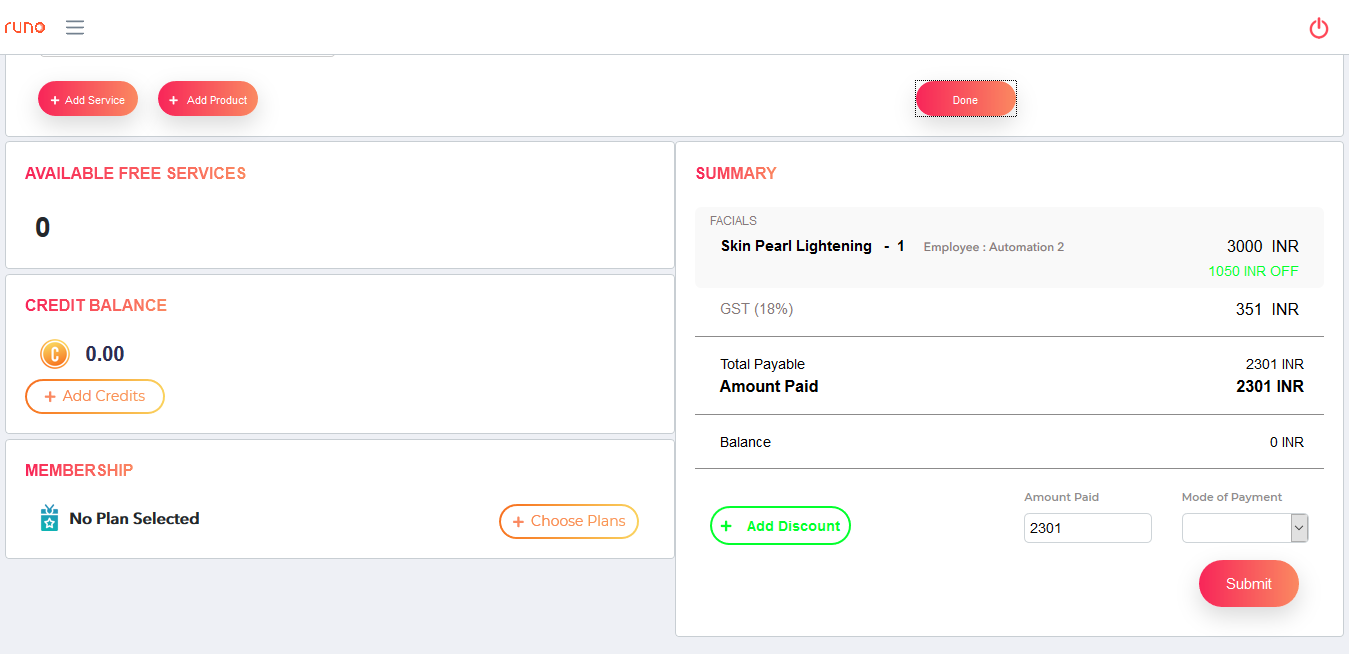 runo
+ Add Service
+ Add Product
Done
AVAILABLE FREE SERVICES
0
CREDIT BALANCE
C 0.00
+ Add Credits
MEMBERSHIP
No Plan Selected
+ Choose Plans
SUMMARY
FACIALS
Skin Pearl Lightening - 1 Employee : Automation 2 3000 INR
1050 INR OFF
GST (18%) 351 INR
Total Payable 2301 INR
Amount Paid 2301 INR
Balance 0 INR
+ Add Discount
Amount Paid
2301
Mode of Payment
Submit